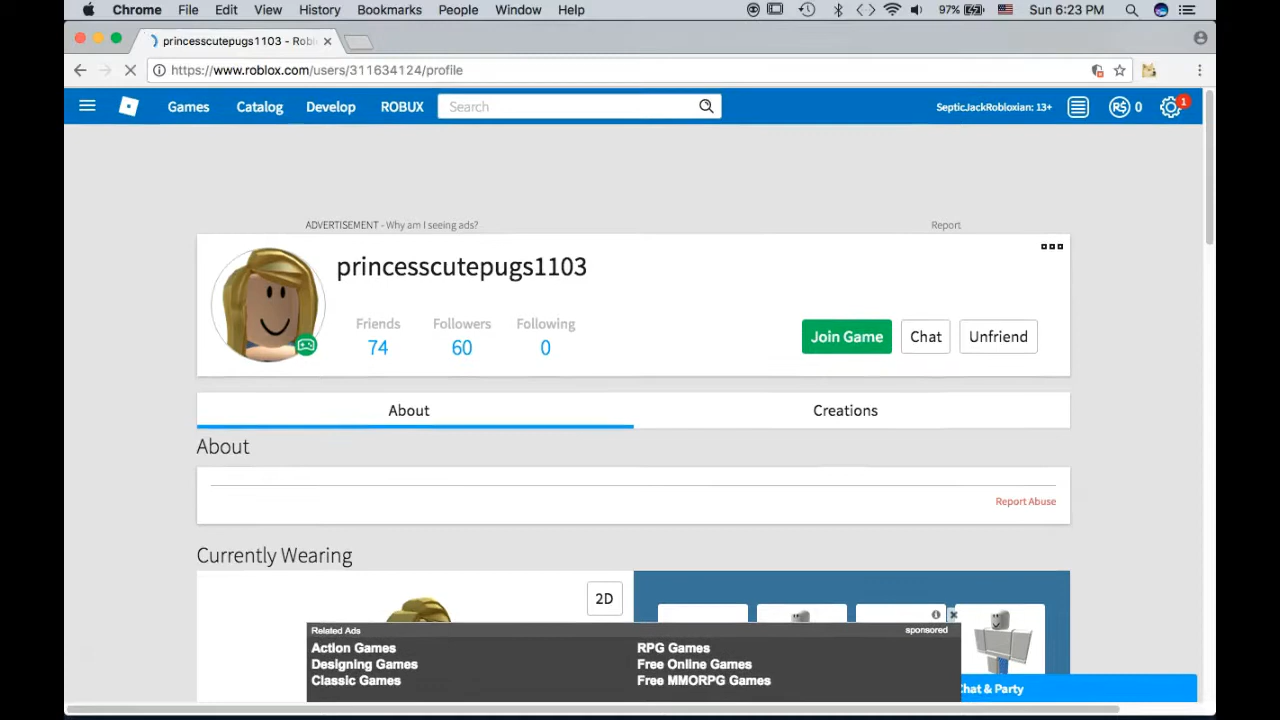 Chrome File Edit View History Bookmarks People Window Help 97% Sun 6:23 PM
princesscutepugs1103 - Rob
https://www.roblox.com/users/311634124/profile
Games Catalog Develop ROBUX Search SepticJackRobloxian: 13+ R$ 0 1
ADVERTISEMENT - Why am I seeing ads? Report
princesscutepugs1103
Friends Followers Following
74 60 0
Join Game Chat Unfriend
About Creations
About
Report Abuse
Currently Wearing
2D
Related Ads sponsored
Action Games RPG Games
Designing Games Free Online Games
Classic Games Free MMORPG Games
Chat & Party